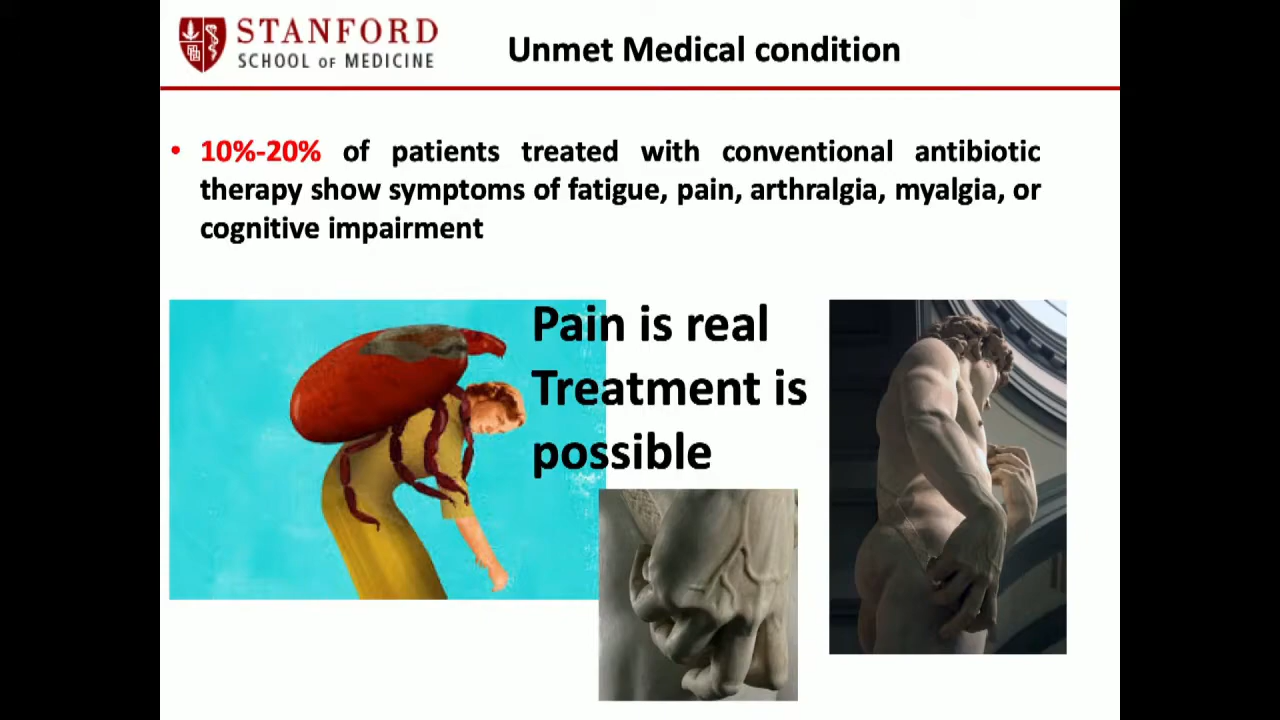 STANFORD
SCHOOL OF MEDICINE
Unmet Medical condition
• 10%-20% of patients treated with conventional antibiotic
therapy show symptoms of fatigue, pain, arthralgia, myalgia, or
cognitive impairment
Pain is real
Treatment is
possible